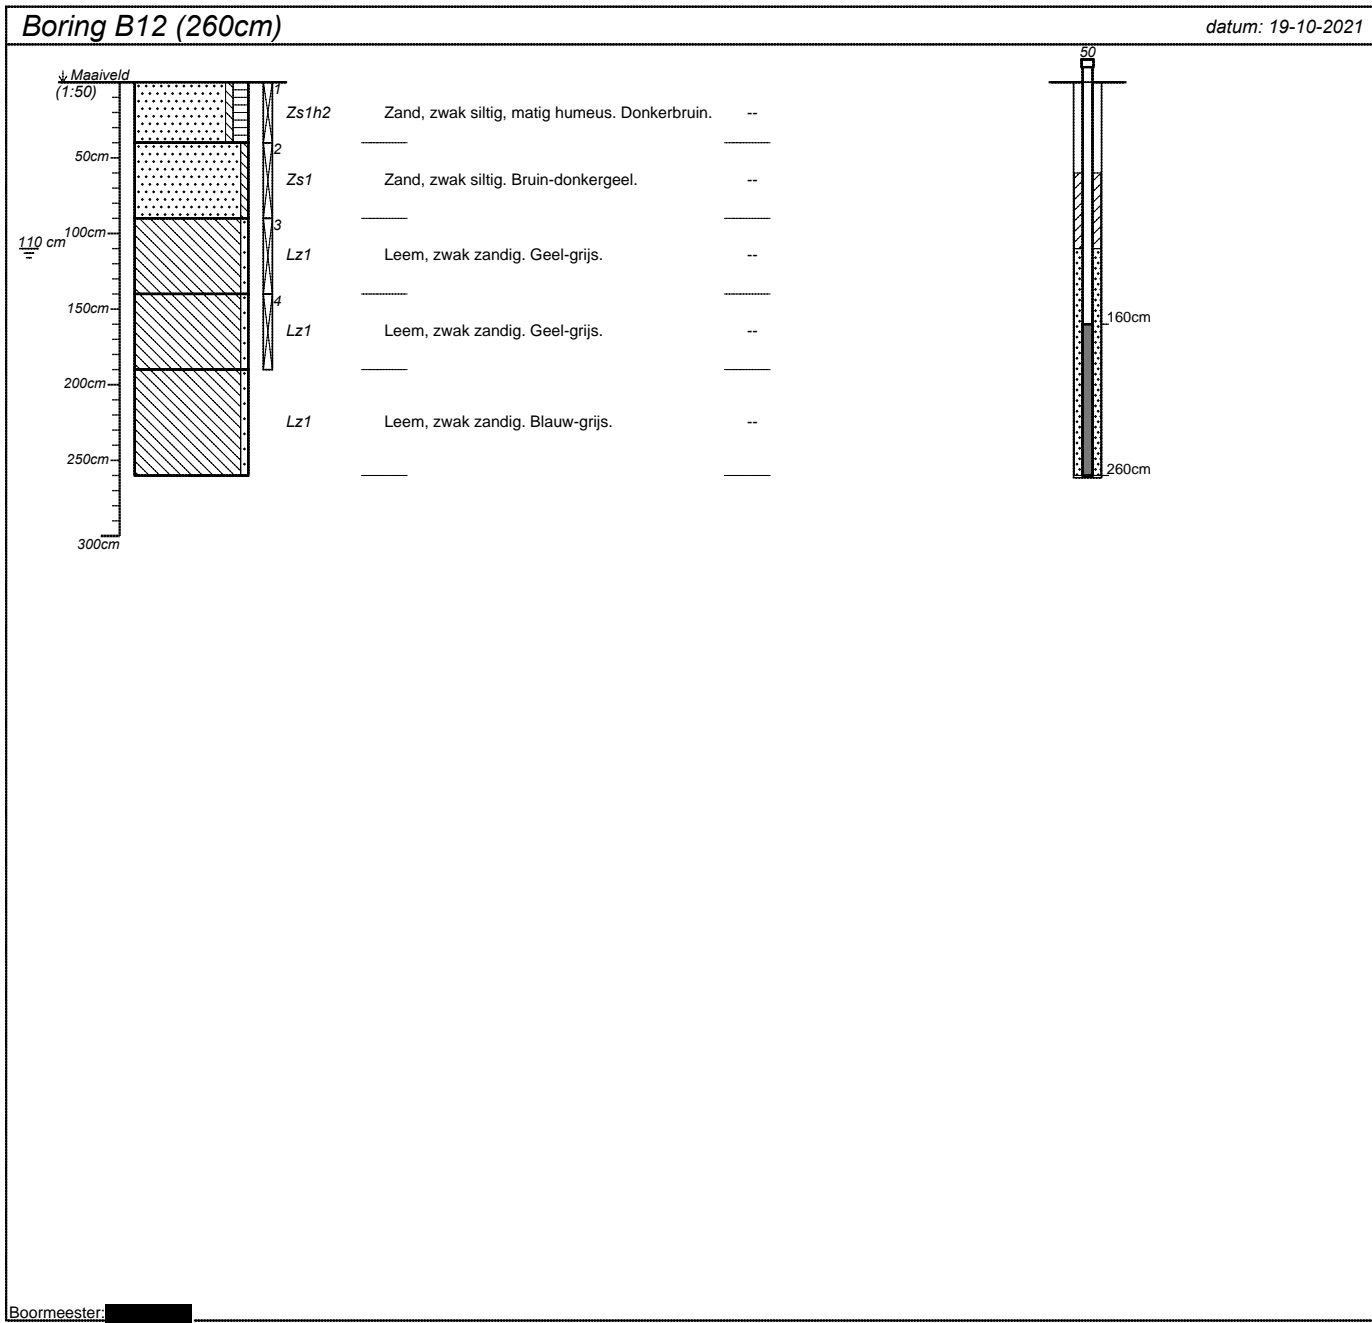 Boring B12 (260cm)
datum: 19-10-2021
50
Maaiveld
(1:50)
1
Zs1h2 Zand, zwak siltig, matig humeus. Donkerbruin. --
2
50cm
Zs1 Zand, zwak siltig. Bruin-donkergeel. --
3
100cm
110 cm
Lz1 Leem, zwak zandig. Geel-grijs. --
4
150cm
160cm
Lz1 Leem, zwak zandig. Geel-grijs. --
200cm
Lz1 Leem, zwak zandig. Blauw-grijs. --
250cm
260cm
300cm
Boormeester: